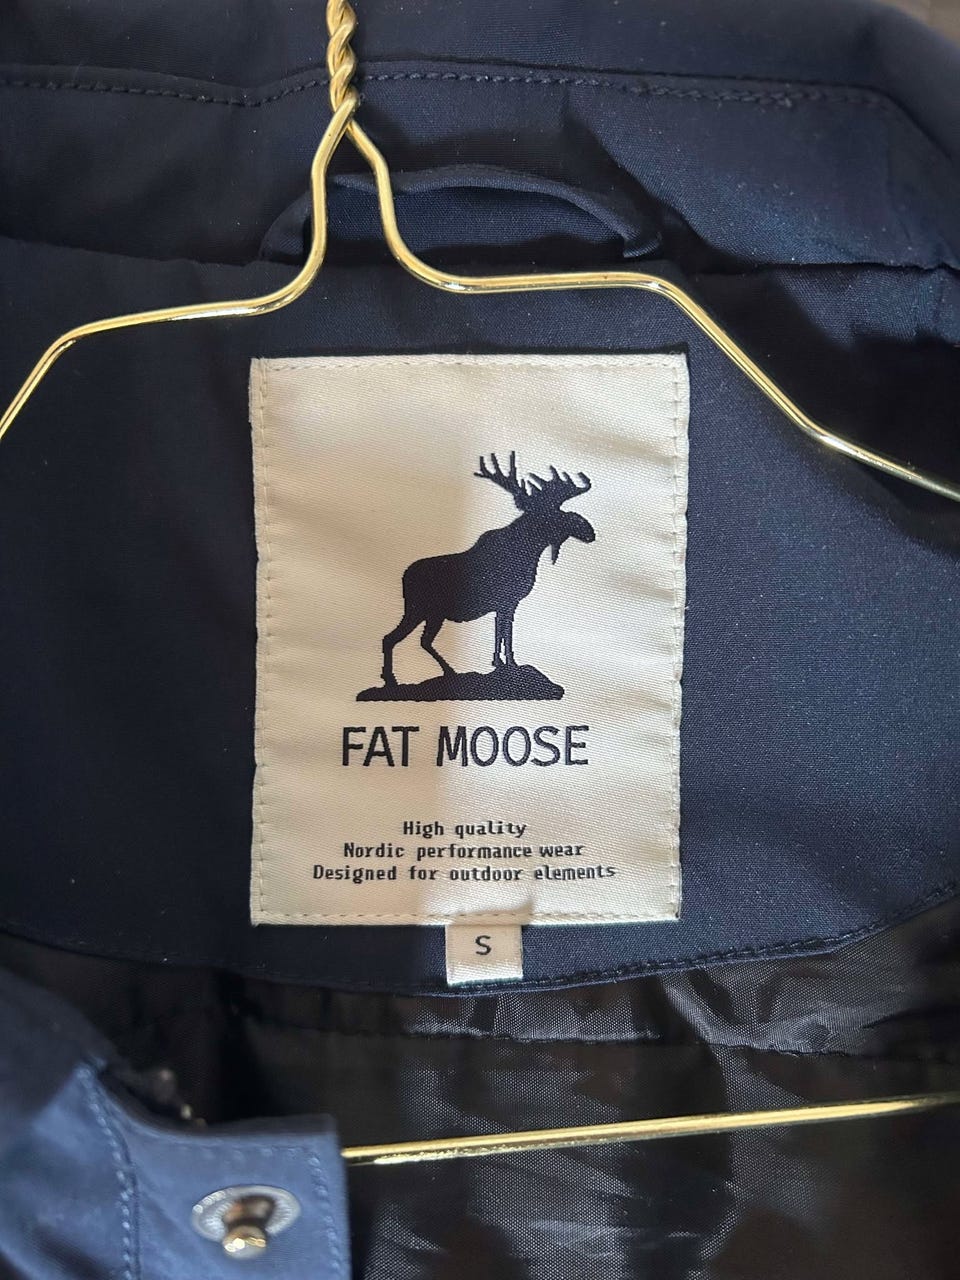 FAT MOOSE
High quality
Nordic performance wear
Designed for outdoor elements
S